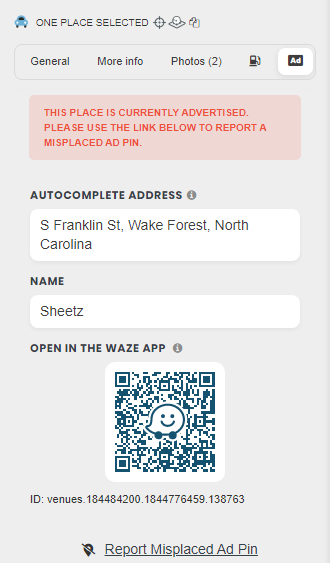 ONE PLACE SELECTED
General More info Photos (2) Ad
THIS PLACE IS CURRENTLY ADVERTISED.
PLEASE USE THE LINK BELOW TO REPORT A
MISPLACED AD PIN.
AUTOCOMPLETE ADDRESS
S Franklin St, Wake Forest, North
Carolina
NAME
Sheetz
OPEN IN THE WAZE APP
ID: venues.184484200.1844776459.138763
Report Misplaced Ad Pin